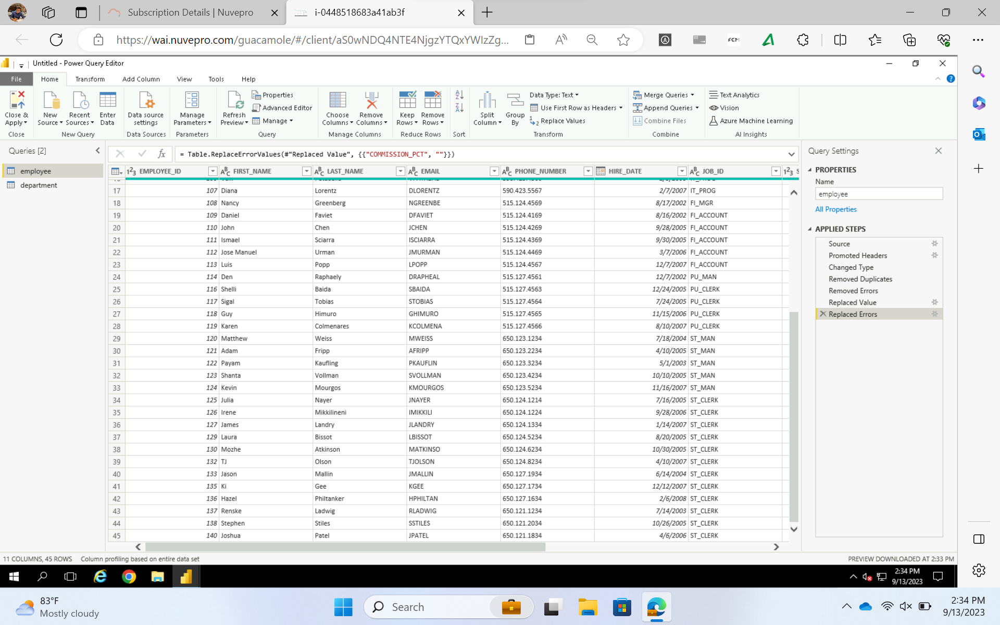 Subscription Details | Nuvepro
i-0448518683a41ab3f
https://wai.nuvepro.com/guacamole/#/client/aS0wNDQ4NTE4NjgzYTQxYWIzZg...
FCM
Untitled - Power Query Editor
File Home Transform Add Column View Tools Help
Close & Apply
New Source
Recent Sources
Enter Data
Data source settings
Manage Parameters
Refresh Preview
Properties
Advanced Editor
Manage
Choose Columns
Remove Columns
Keep Rows
Remove Rows
Split Column
Group By
Data Type: Text
Use First Row as Headers
Replace Values
Merge Queries
Append Queries
Combine Files
Text Analytics
Vision
Azure Machine Learning
Close New Query Data Sources Parameters Query Manage Columns Reduce Rows Sort Transform Combine AI Insights
Queries [2]
employee
department
= Table.ReplaceErrorValues(#"Replaced Value", {{"COMMISSION_PCT", ""}})
EMPLOYEE_ID FIRST_NAME LAST_NAME EMAIL PHONE_NUMBER HIRE_DATE JOB_ID
17 107 Diana Lorentz DLORENTZ 590.423.5567 2/7/2007 IT_PROG
18 108 Nancy Greenberg NGREENBE 515.124.4569 8/17/2002 FI_MGR
19 109 Daniel Faviet DFAVIET 515.124.4169 8/16/2002 FI_ACCOUNT
20 110 John Chen JCHEN 515.124.4269 9/28/2005 FI_ACCOUNT
21 111 Ismael Sciarra ISCIARRA 515.124.4369 9/30/2005 FI_ACCOUNT
22 112 Jose Manuel Urman JMURMAN 515.124.4469 3/7/2006 FI_ACCOUNT
23 113 Luis Popp LPOPP 515.124.4567 12/7/2007 FI_ACCOUNT
24 114 Den Raphaely DRAPHEAL 515.127.4561 12/7/2002 PU_MAN
25 116 Shelli Baida SBAIDA 515.127.4563 12/24/2005 PU_CLERK
26 117 Sigal Tobias STOBIAS 515.127.4564 7/24/2005 PU_CLERK
27 118 Guy Himuro GHIMURO 515.127.4565 11/15/2006 PU_CLERK
28 119 Karen Colmenares KCOLMENA 515.127.4566 8/10/2007 PU_CLERK
29 120 Matthew Weiss MWEISS 650.123.1234 7/18/2004 ST_MAN
30 121 Adam Fripp AFRIPP 650.123.2234 4/10/2005 ST_MAN
31 122 Payam Kaufling PKAUFLIN 650.123.3234 5/1/2003 ST_MAN
32 123 Shanta Vollman SVOLLMAN 650.123.4234 10/10/2005 ST_MAN
33 124 Kevin Mourgos KMOURGOS 650.123.5234 11/16/2007 ST_MAN
34 125 Julia Nayer JNAYER 650.124.1214 7/16/2005 ST_CLERK
35 126 Irene Mikkilineni IMIKKILI 650.124.1224 9/28/2006 ST_CLERK
36 127 James Landry JLANDRY 650.124.1334 1/14/2007 ST_CLERK
37 129 Laura Bissot LBISSOT 650.124.5234 8/20/2005 ST_CLERK
38 130 Mozhe Atkinson MATKINSO 650.124.6234 10/30/2005 ST_CLERK
39 132 TJ Olson TJOLSON 650.124.8234 4/10/2007 ST_CLERK
40 133 Jason Mallin JMALLIN 650.127.1934 6/14/2004 ST_CLERK
41 135 Ki Gee KGEE 650.127.1734 12/12/2007 ST_CLERK
42 136 Hazel Philtanker HPHILTAN 650.127.1634 2/6/2008 ST_CLERK
43 137 Renske Ladwig RLADWIG 650.121.1234 7/14/2003 ST_CLERK
44 138 Stephen Stiles SSTILES 650.121.2034 10/26/2005 ST_CLERK
45 140 Joshua Patel JPATEL 650.121.1834 4/6/2006 ST_CLERK
Query Settings
PROPERTIES
Name
employee
All Properties
APPLIED STEPS
Source
Promoted Headers
Changed Type
Removed Duplicates
Removed Errors
Replaced Value
Replaced Errors
11 COLUMNS, 45 ROWS Column profiling based on entire data set
PREVIEW DOWNLOADED AT 2:33 PM
2:34 PM
9/13/2023
83°F
Mostly cloudy
Search
2:34 PM
9/13/2023